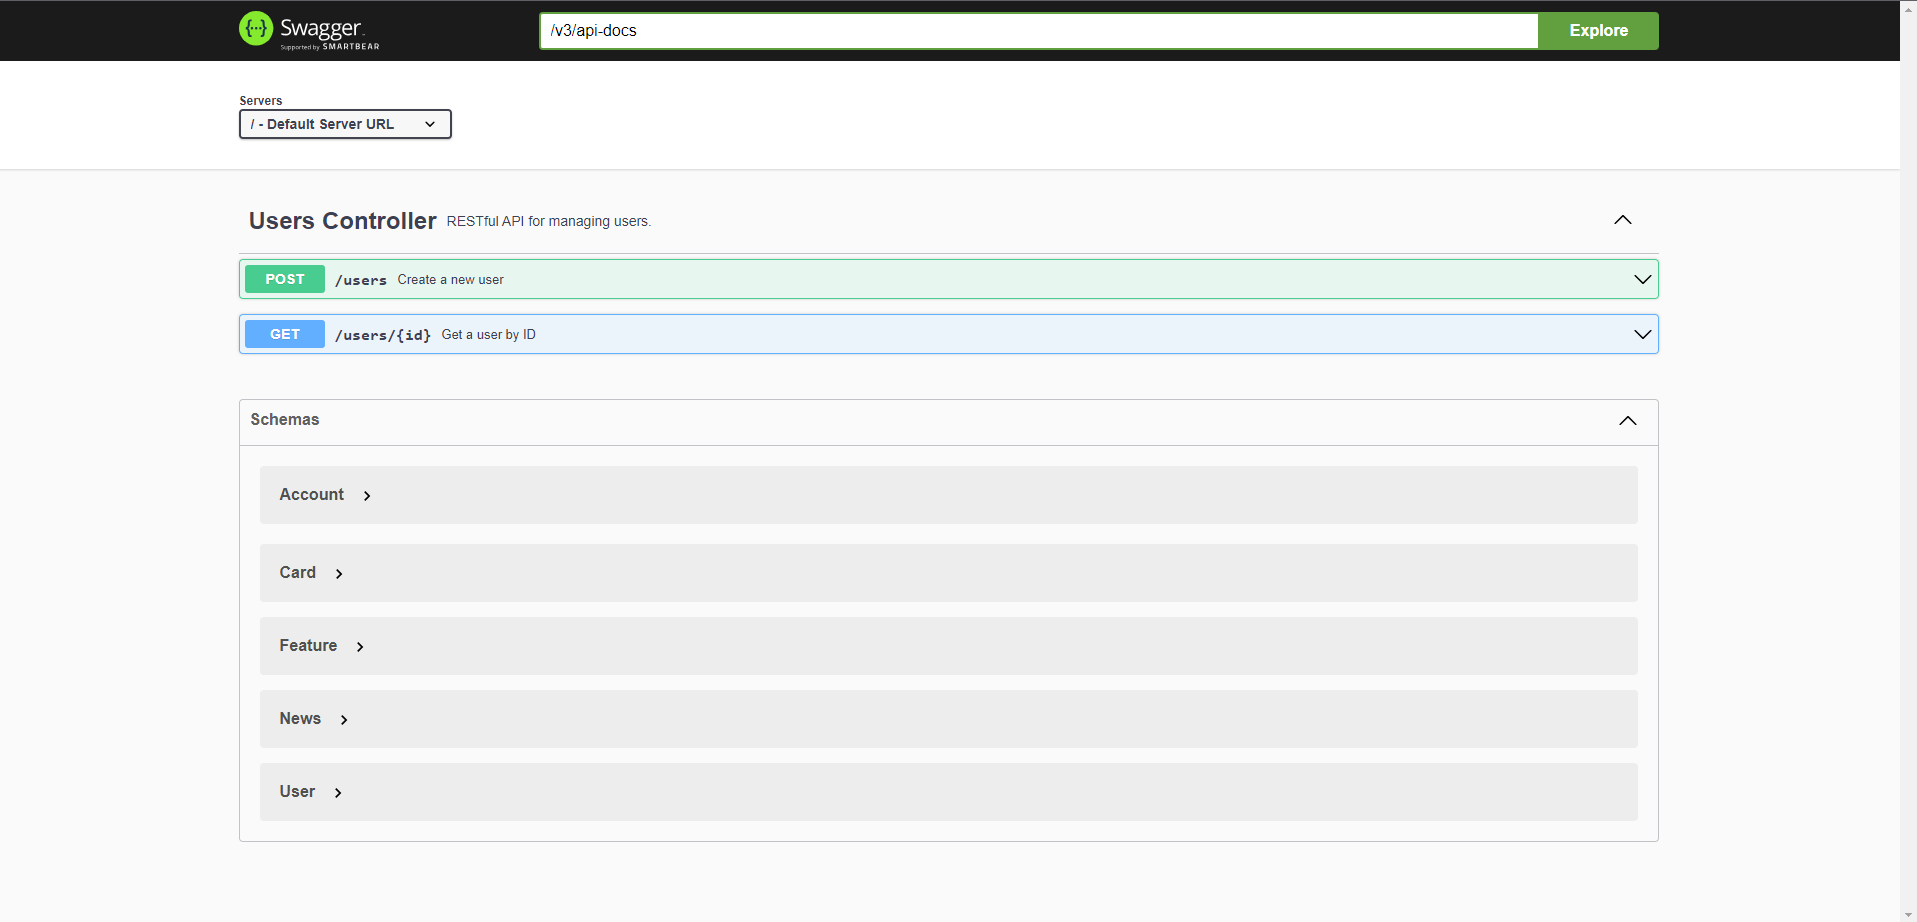 Swagger
Supported by SMARTBEAR
/v3/api-docs
Explore
Servers
/ - Default Server URL
Users Controller RESTful API for managing users.
POST /users Create a new user
GET /users/{id} Get a user by ID
Schemas
Account
Card
Feature
News
User